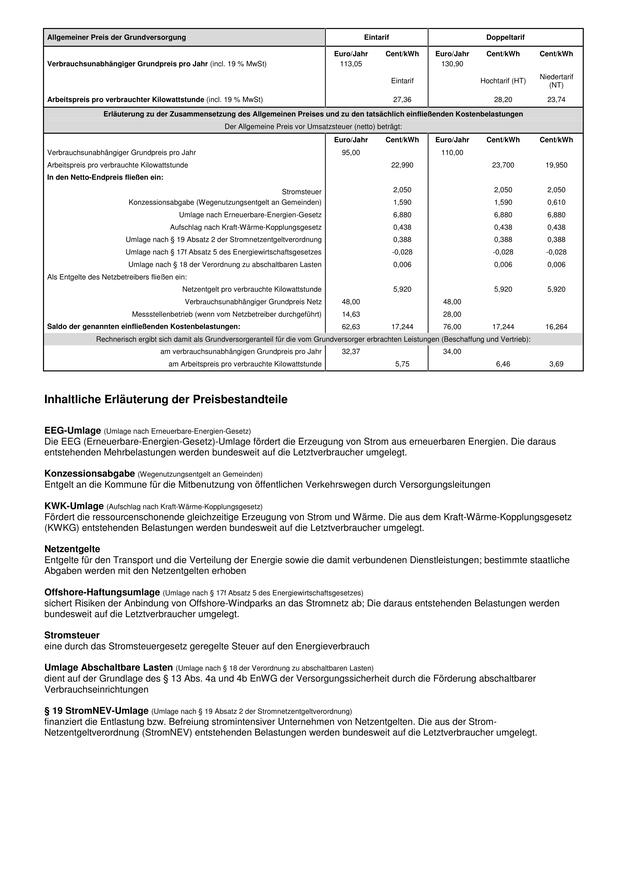 Allgemeiner Preis der Grundversorgung Eintarif Doppeltarif
Euro/Jahr Cent/kWh Euro/Jahr Cent/kWh Cent/kWh
Verbrauchsunabhängiger Grundpreis pro Jahr (incl. 19 % MwSt) 113,05 130,90
Eintarif Hochtarif (HT) Niedertarif (NT)
Arbeitspreis pro verbrauchter Kilowattstunde (incl. 19 % MwSt) 27,36 28,20 23,74
Erläuterung zu der Zusammensetzung des Allgemeinen Preises und zu den tatsächlich einfließenden Kostenbelastungen
Der Allgemeine Preis vor Umsatzsteuer (netto) beträgt:
Euro/Jahr Cent/kWh Euro/Jahr Cent/kWh Cent/kWh
Verbrauchsunabhängiger Grundpreis pro Jahr 95,00 110,00
Arbeitspreis pro verbrauchte Kilowattstunde 22,990 23,700 19,950
In den Netto-Endpreis fließen ein:
Stromsteuer 2,050 2,050 2,050
Konzessionsabgabe (Wegenutzungsentgelt an Gemeinden) 1,590 1,590 0,610
Umlage nach Erneuerbare-Energien-Gesetz 6,880 6,880 6,880
Aufschlag nach Kraft-Wärme-Kopplungsgesetz 0,438 0,438 0,438
Umlage nach § 19 Absatz 2 der Stromnetzentgeltverordnung 0,388 0,388 0,388
Umlage nach § 17f Absatz 5 des Energiewirtschaftsgesetzes -0,028 -0,028 -0,028
Umlage nach § 18 der Verordnung zu abschaltbaren Lasten 0,006 0,006 0,006
Als Entgelte des Netzbetreibers fließen ein:
Netzentgelt pro verbrauchte Kilowattstunde 5,920 5,920 5,920
Verbrauchsunabhängiger Grundpreis Netz 48,00 48,00
Messstellenbetrieb (wenn vom Netzbetreiber durchgeführt) 14,63 28,00
Saldo der genannten einfließenden Kostenbelastungen: 62,63 17,244 76,00 17,244 16,264
Rechnerisch ergibt sich damit als Grundversorgeranteil für die vom Grundversorger erbrachten Leistungen (Beschaffung und Vertrieb):
am verbrauchsunabhängigen Grundpreis pro Jahr 32,37 34,00
am Arbeitspreis pro verbrauchte Kilowattstunde 5,75 6,46 3,69
Inhaltliche Erläuterung der Preisbestandteile
EEG-Umlage (Umlage nach Erneuerbare-Energien-Gesetz)
Die EEG (Erneuerbare-Energien-Gesetz)-Umlage fördert die Erzeugung von Strom aus erneuerbaren Energien. Die daraus
entstehenden Mehrbelastungen werden bundesweit auf die Letztverbraucher umgelegt.
Konzessionsabgabe (Wegenutzungsentgelt an Gemeinden)
Entgelt an die Kommune für die Mitbenutzung von öffentlichen Verkehrswegen durch Versorgungsleitungen
KWK-Umlage (Aufschlag nach Kraft-Wärme-Kopplungsgesetz)
Fördert die ressourcenschonende gleichzeitige Erzeugung von Strom und Wärme. Die aus dem Kraft-Wärme-Kopplungsgesetz
(KWKG) entstehenden Belastungen werden bundesweit auf die Letztverbraucher umgelegt.
Netzentgelte
Entgelte für den Transport und die Verteilung der Energie sowie die damit verbundenen Dienstleistungen; bestimmte staatliche
Abgaben werden mit den Netzentgelten erhoben
Offshore-Haftungsumlage (Umlage nach § 17f Absatz 5 des Energiewirtschaftsgesetzes)
sichert Risiken der Anbindung von Offshore-Windparks an das Stromnetz ab; Die daraus entstehenden Belastungen werden
bundesweit auf die Letztverbraucher umgelegt.
Stromsteuer
eine durch das Stromsteuergesetz geregelte Steuer auf den Energieverbrauch
Umlage Abschaltbare Lasten (Umlage nach § 18 der Verordnung zu abschaltbaren Lasten)
dient auf der Grundlage des § 13 Abs. 4a und 4b EnWG der Versorgungssicherheit durch die Förderung abschaltbarer
Verbrauchseinrichtungen
§ 19 StromNEV-Umlage (Umlage nach § 19 Absatz 2 der Stromnetzentgeltverordnung)
finanziert die Entlastung bzw. Befreiung stromintensiver Unternehmen von Netzentgelten. Die aus der Strom-
Netzentgeltverordnung (StromNEV) entstehenden Belastungen werden bundesweit auf die Letztverbraucher umgelegt.